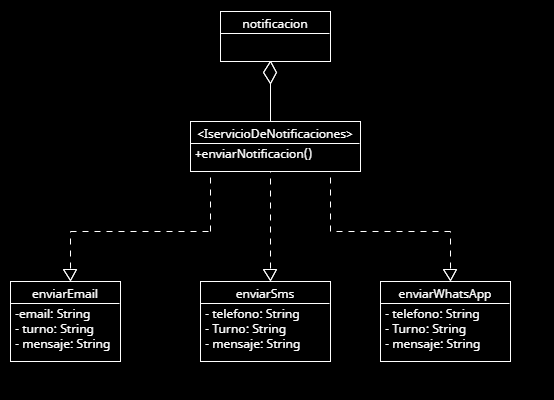 notificacion
<IservicioDeNotificaciones>
+enviarNotificacion()
enviarEmail
-email: String
- turno: String
- mensaje: String
enviarSms
- telefono: String
- Turno: String
- mensaje: String
enviarWhatsApp
- telefono: String
- Turno: String
- mensaje: String